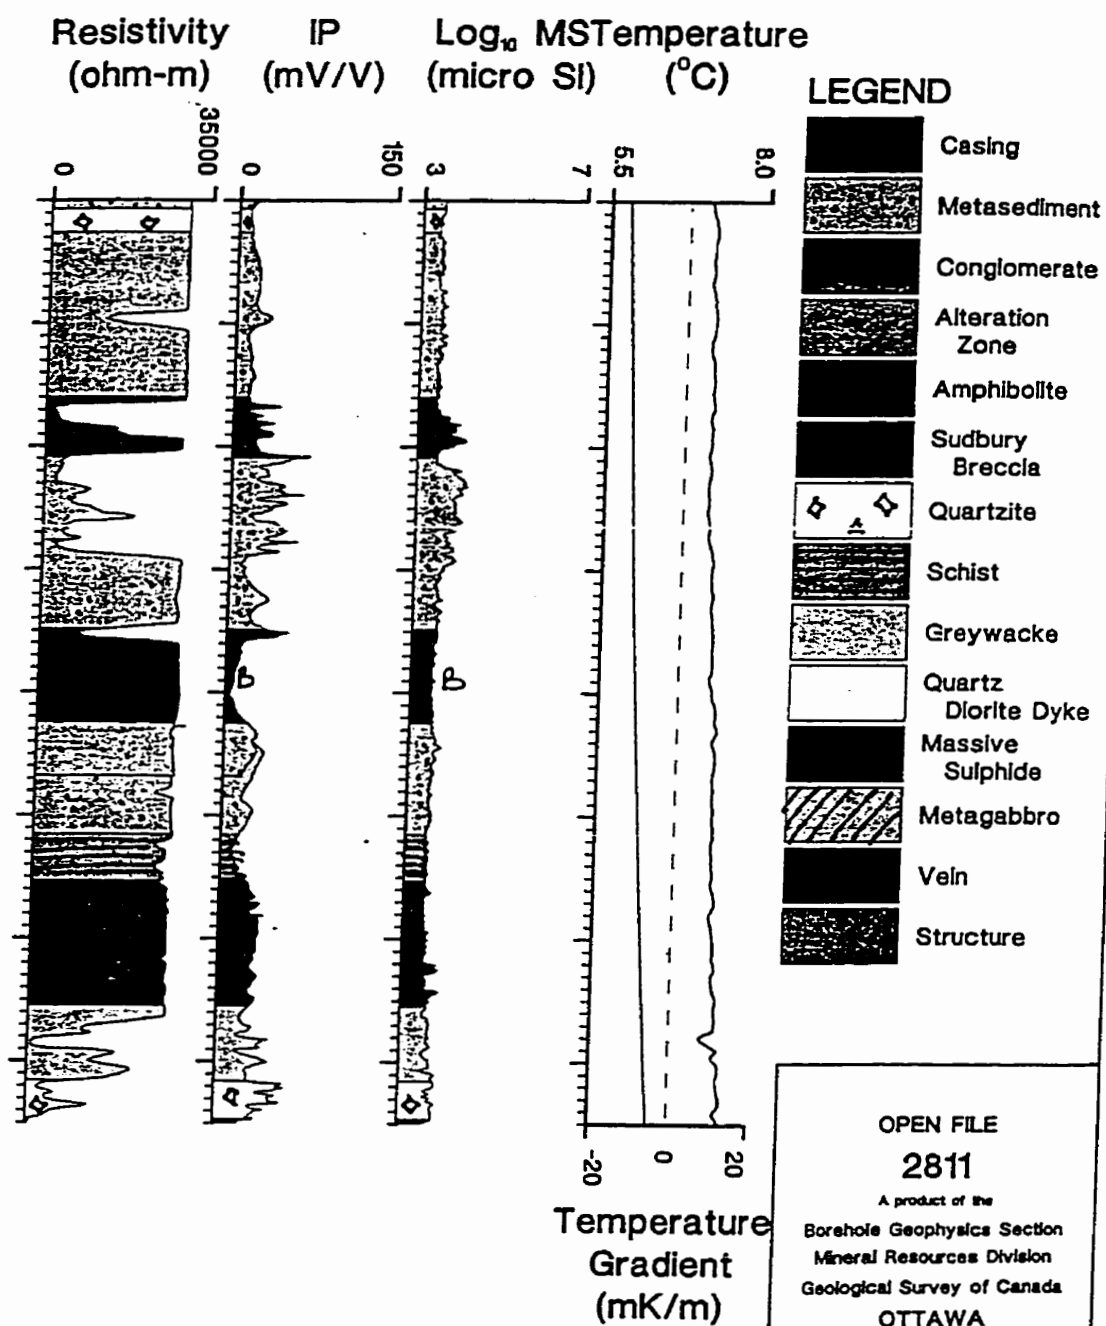 Resistivity
(ohm-m)
IP
(mV/V)
Log₁₀ MS
(micro SI)
Temperature
(°C)
0
35000
0
150
3
7
5.5
8.0
LEGEND
Casing
Metasediment
Conglomerate
Alteration
Zone
Amphibolite
Sudbury
Breccia
Quartzite
Schist
Greywacke
Quartz
Diorite Dyke
Massive
Sulphide
Metagabbro
Vein
Structure
-20
0
20
Temperature
Gradient
(mK/m)
OPEN FILE
2811
A product of the
Borehole Geophysics Section
Mineral Resources Division
Geological Survey of Canada
OTTAWA